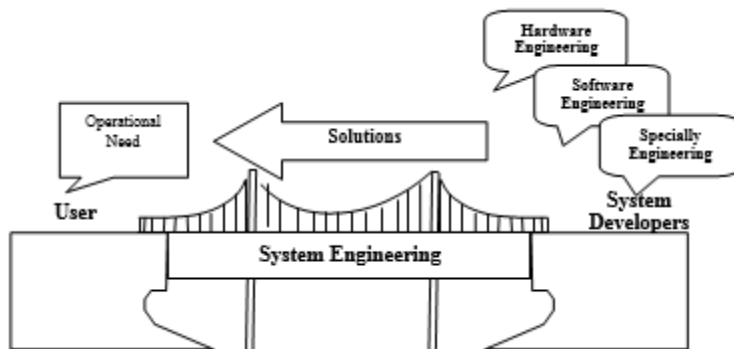 Hardware
Engineering
Software
Engineering
Specially
Engineering
Operational
Need
Solutions
User
System
Developers
System Engineering